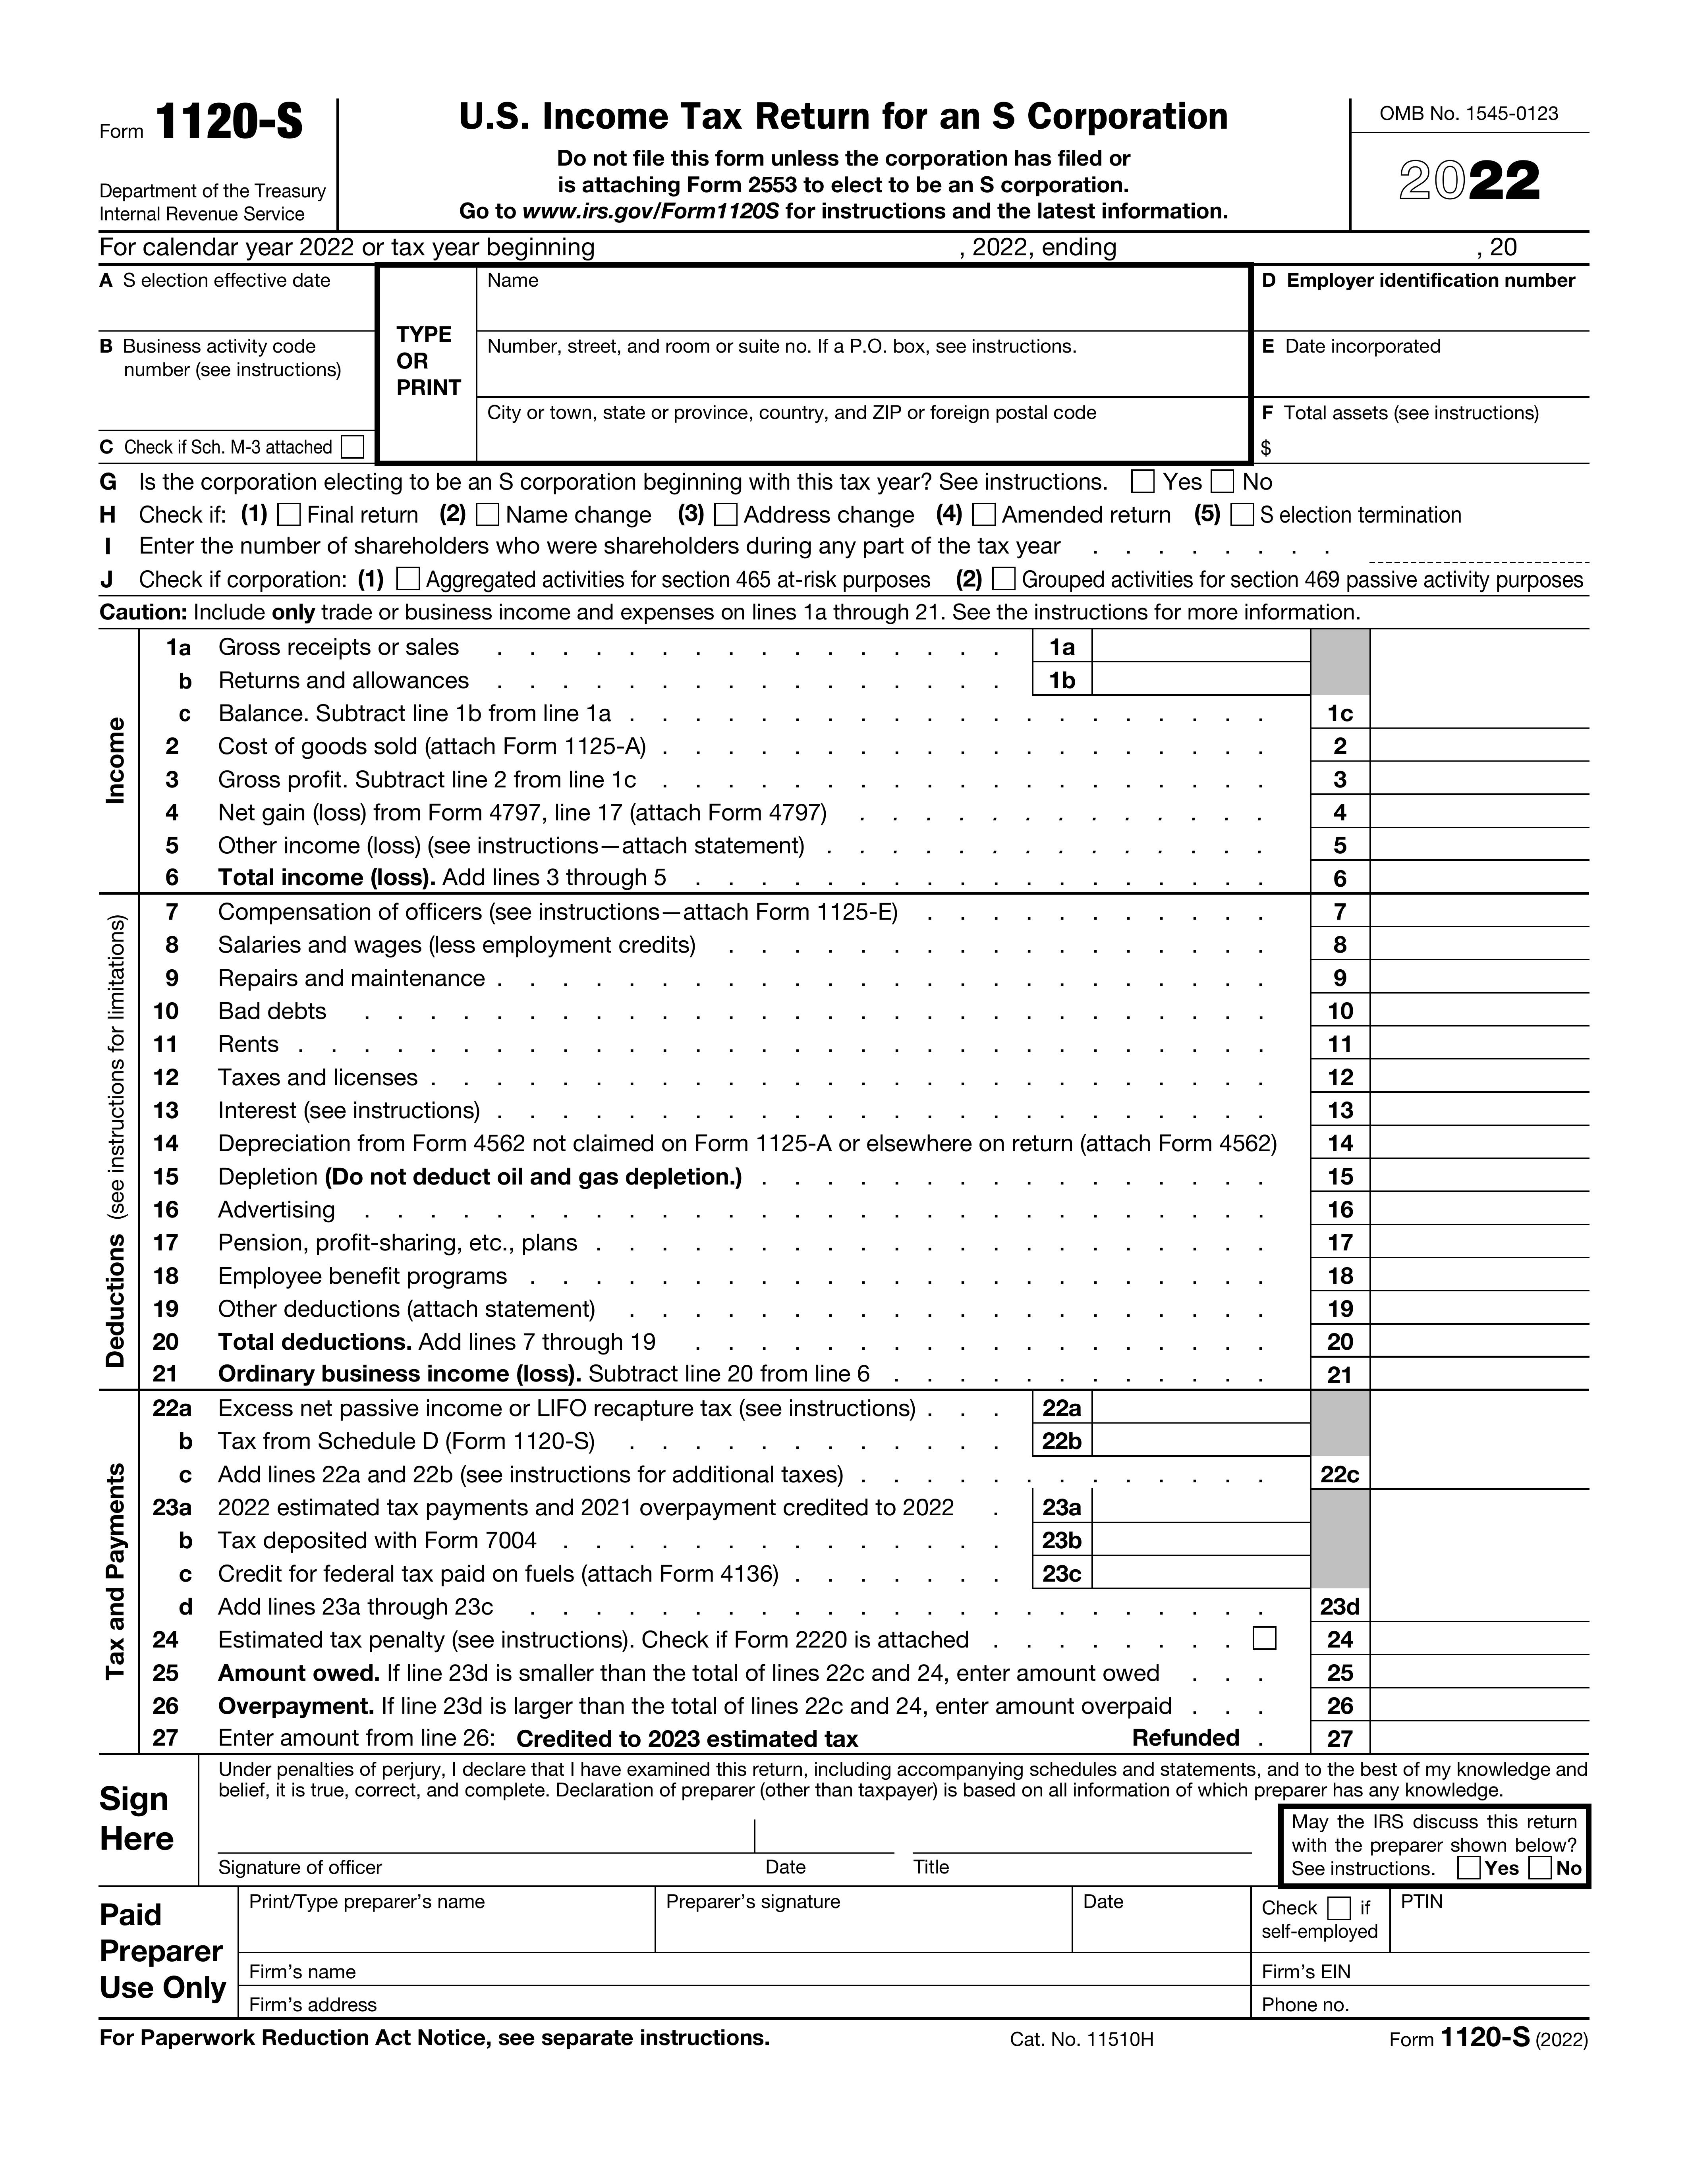 Form 1120-S
Department of the Treasury
Internal Revenue Service
U.S. Income Tax Return for an S Corporation
Do not file this form unless the corporation has filed or
is attaching Form 2553 to elect to be an S corporation.
Go to www.irs.gov/Form1120S for instructions and the latest information.
OMB No. 1545-0123
2022
For calendar year 2022 or tax year beginning , 2022, ending , 20
A S election effective date
B Business activity code
number (see instructions)
C Check if Sch. M-3 attached
TYPE
OR
PRINT
Name
Number, street, and room or suite no. If a P.O. box, see instructions.
City or town, state or province, country, and ZIP or foreign postal code
D Employer identification number
E Date incorporated
F Total assets (see instructions)
$
G Is the corporation electing to be an S corporation beginning with this tax year? See instructions. Yes No
H Check if: (1) Final return (2) Name change (3) Address change (4) Amended return (5) S election termination
I Enter the number of shareholders who were shareholders during any part of the tax year . . . . . . . .
J Check if corporation: (1) Aggregated activities for section 465 at-risk purposes (2) Grouped activities for section 469 passive activity purposes
Caution: Include only trade or business income and expenses on lines 1a through 21. See the instructions for more information.
Income
1a Gross receipts or sales . . . . . . . . . . . . . . . . 1a
b Returns and allowances . . . . . . . . . . . . . . . . 1b
c Balance. Subtract line 1b from line 1a . . . . . . . . . . . . . . . . . . . . 1c
2 Cost of goods sold (attach Form 1125-A) . . . . . . . . . . . . . . . . . . . 2
3 Gross profit. Subtract line 2 from line 1c . . . . . . . . . . . . . . . . . . . 3
4 Net gain (loss) from Form 4797, line 17 (attach Form 4797) . . . . . . . . . . . . . 4
5 Other income (loss) (see instructions—attach statement) . . . . . . . . . . . . . . 5
6 Total income (loss). Add lines 3 through 5 . . . . . . . . . . . . . . . . . . 6
Deductions (see instructions for limitations)
7 Compensation of officers (see instructions—attach Form 1125-E) . . . . . . . . . . . 7
8 Salaries and wages (less employment credits) . . . . . . . . . . . . . . . . . 8
9 Repairs and maintenance . . . . . . . . . . . . . . . . . . . . . . . . 9
10 Bad debts . . . . . . . . . . . . . . . . . . . . . . . . . . . . 10
11 Rents . . . . . . . . . . . . . . . . . . . . . . . . . . . . . . 11
12 Taxes and licenses . . . . . . . . . . . . . . . . . . . . . . . . . . 12
13 Interest (see instructions) . . . . . . . . . . . . . . . . . . . . . . . . 13
14 Depreciation from Form 4562 not claimed on Form 1125-A or elsewhere on return (attach Form 4562) 14
15 Depletion (Do not deduct oil and gas depletion.) . . . . . . . . . . . . . . . . 15
16 Advertising . . . . . . . . . . . . . . . . . . . . . . . . . . . . 16
17 Pension, profit-sharing, etc., plans . . . . . . . . . . . . . . . . . . . . . 17
18 Employee benefit programs . . . . . . . . . . . . . . . . . . . . . . . 18
19 Other deductions (attach statement) . . . . . . . . . . . . . . . . . . . . 19
20 Total deductions. Add lines 7 through 19 . . . . . . . . . . . . . . . . . . 20
21 Ordinary business income (loss). Subtract line 20 from line 6 . . . . . . . . . . . . 21
Tax and Payments
22a Excess net passive income or LIFO recapture tax (see instructions) . . . 22a
b Tax from Schedule D (Form 1120-S) . . . . . . . . . . . . 22b
c Add lines 22a and 22b (see instructions for additional taxes) . . . . . . . . . . . . . 22c
23a 2022 estimated tax payments and 2021 overpayment credited to 2022 . 23a
b Tax deposited with Form 7004 . . . . . . . . . . . . . . 23b
c Credit for federal tax paid on fuels (attach Form 4136) . . . . . . . 23c
d Add lines 23a through 23c . . . . . . . . . . . . . . . . . . . . . . . 23d
24 Estimated tax penalty (see instructions). Check if Form 2220 is attached . . . . . . . . 24
25 Amount owed. If line 23d is smaller than the total of lines 22c and 24, enter amount owed . . . 25
26 Overpayment. If line 23d is larger than the total of lines 22c and 24, enter amount overpaid . . . 26
27 Enter amount from line 26: Credited to 2023 estimated tax Refunded . 27
Sign
Here
Under penalties of perjury, I declare that I have examined this return, including accompanying schedules and statements, and to the best of my knowledge and
belief, it is true, correct, and complete. Declaration of preparer (other than taxpayer) is based on all information of which preparer has any knowledge.
Signature of officer Date Title
May the IRS discuss this return
with the preparer shown below?
See instructions. Yes No
Paid
Preparer
Use Only
Print/Type preparer's name Preparer's signature Date
Check if
self-employed
PTIN
Firm's name Firm's EIN
Firm's address Phone no.
For Paperwork Reduction Act Notice, see separate instructions. Cat. No. 11510H Form 1120-S (2022)